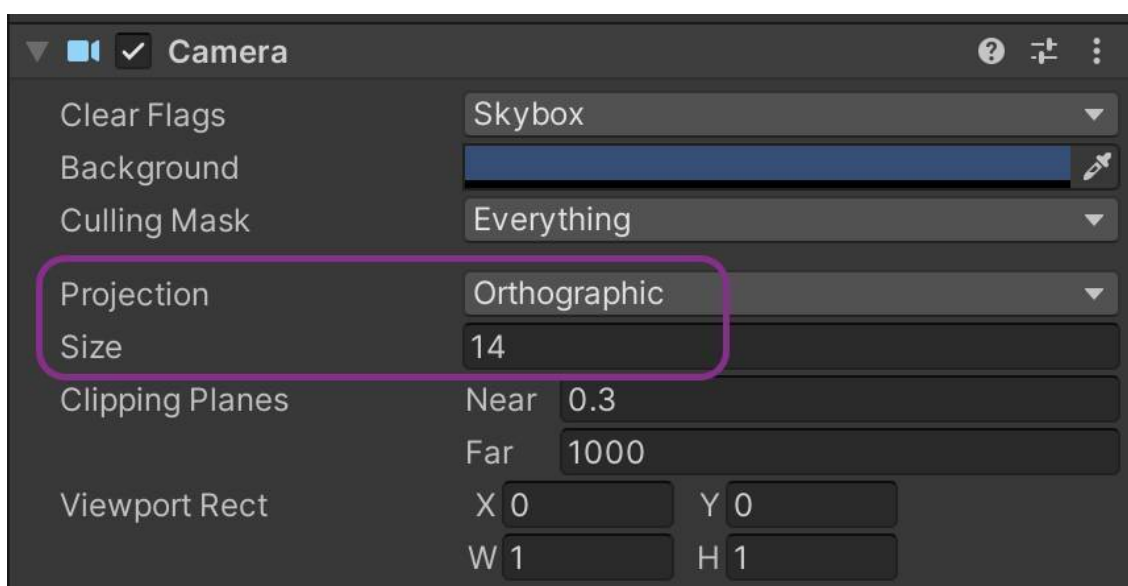 Camera
Clear Flags Skybox
Background
Culling Mask Everything
Projection Orthographic
Size 14
Clipping Planes Near 0.3
Far 1000
Viewport Rect X 0 Y 0
W 1 H 1